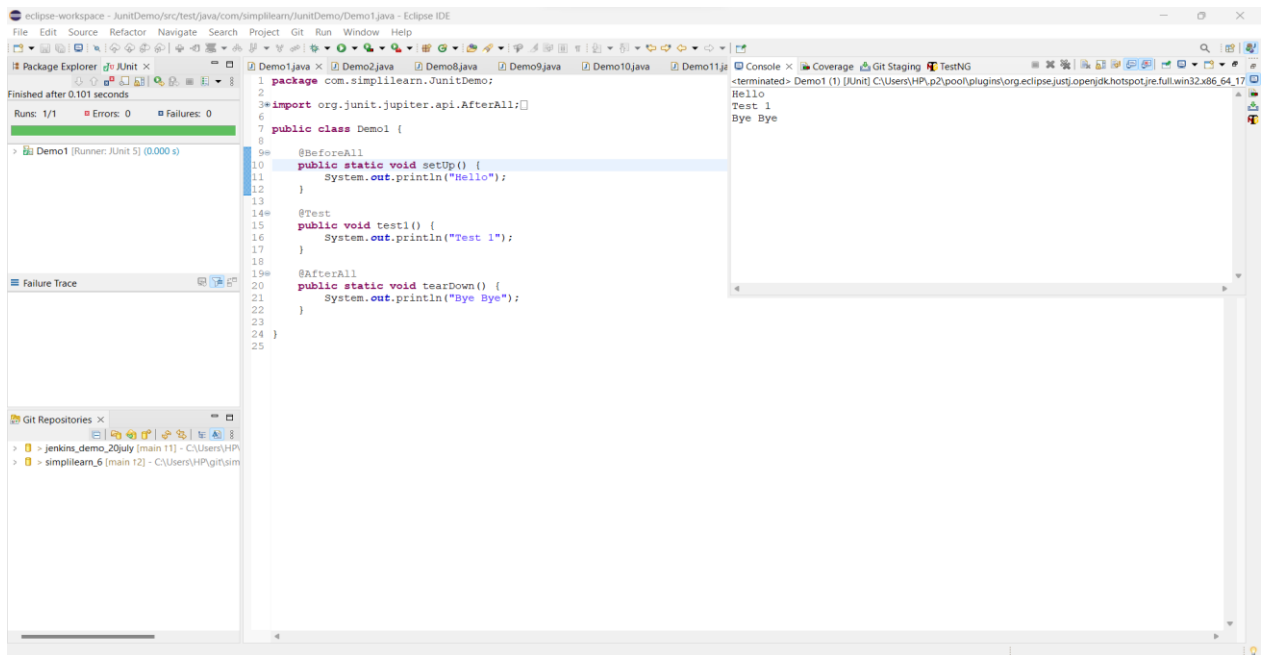 eclipse-workspace - JunitDemo/src/test/java/com/simplilearn/JunitDemo/Demo1.java - Eclipse IDE
File Edit Source Refactor Navigate Search Project Git Run Window Help
Package Explorer JUnit
Finished after 0.101 seconds
Runs: 1/1 Errors: 0 Failures: 0
> Demo1 [Runner: JUnit 5] (0.000 s)
Failure Trace
Git Repositories
> > jenkins_demo_20july [main ↑1] - C:\Users\HP\
> > simplilearn_6 [main ↑2] - C:\Users\HP\git\sim
Demo1.java Demo2.java Demo8.java Demo9.java Demo10.java Demo11.ja
1 package com.simplilearn.JunitDemo;
2
3 import org.junit.jupiter.api.AfterAll;
6
7 public class Demo1 {
8
9 @BeforeAll
10 public static void setUp() {
11 System.out.println("Hello");
12 }
13
14 @Test
15 public void test1() {
16 System.out.println("Test 1");
17 }
18
19 @AfterAll
20 public static void tearDown() {
21 System.out.println("Bye Bye");
22 }
23
24 }
25
Console Coverage Git Staging TestNG
<terminated> Demo1 (1) [JUnit] C:\Users\HP\.p2\pool\plugins\org.eclipse.justj.openjdk.hotspot.jre.full.win32.x86_64_17
Hello
Test 1
Bye Bye